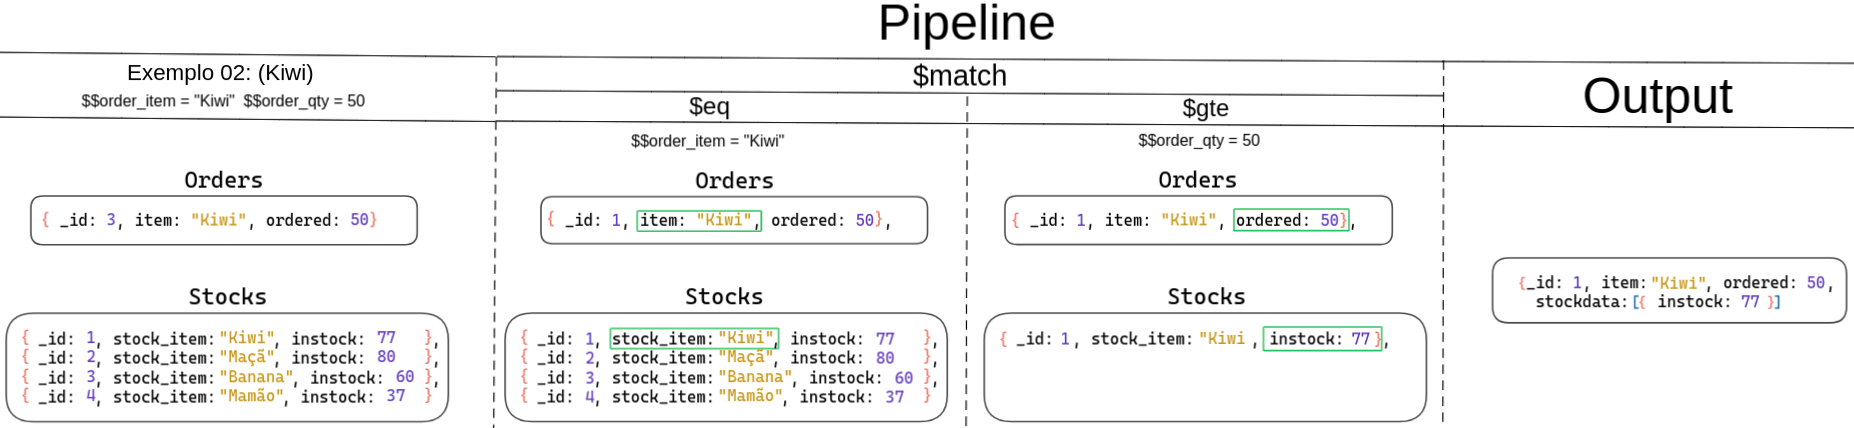 Pipeline
Exemplo 02: (Kiwi)
$$order_item = "Kiwi" $$order_qty = 50
$match
$eq
$gte
Output
$$order_item = "Kiwi"
$$order_qty = 50
Orders
{ _id: 3, item: "Kiwi", ordered: 50}
Stocks
{ _id: 1, stock_item:"Kiwi", instock: 77 },
{ _id: 2, stock_item:"Maçã", instock: 80 },
{ _id: 3, stock_item:"Banana", instock: 60 },
{ _id: 4, stock_item:"Mamão", instock: 37 }
Orders
{ _id: 1, item: "Kiwi", ordered: 50},
Stocks
{ _id: 1, stock_item:"Kiwi", instock: 77 },
{ _id: 2, stock_item:"Maçã", instock: 80 },
{ _id: 3, stock_item:"Banana", instock: 60 },
{ _id: 4, stock_item:"Mamão", instock: 37 }
Orders
{ _id: 1, item: "Kiwi", ordered: 50},
Stocks
{ _id: 1, stock_item:"Kiwi , instock: 77 },
{_id: 1, item:"Kiwi", ordered: 50,
stockdata:[{ instock: 77 }]